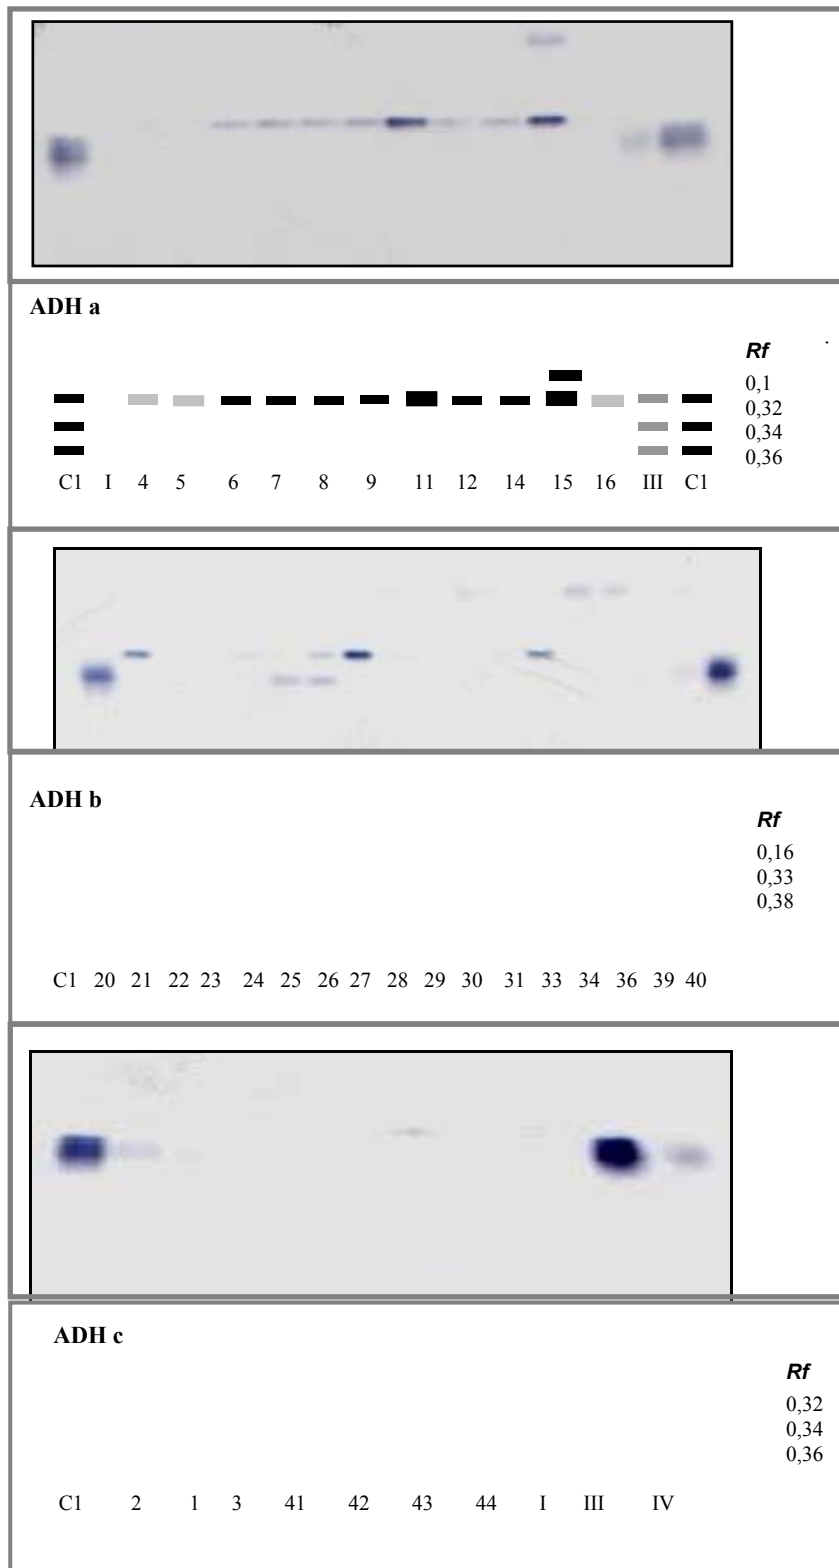 ADH a
Rf
0,1
0,32
0,34
0,36
C1 I 4 5 6 7 8 9 11 12 14 15 16 III C1
ADH b
Rf
0,16
0,33
0,38
C1 20 21 22 23 24 25 26 27 28 29 30 31 33 34 36 39 40
ADH c
Rf
0,32
0,34
0,36
C1 2 1 3 41 42 43 44 I III IV